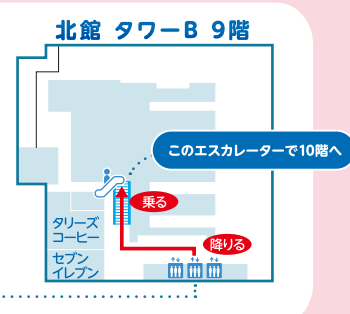 北館 タワーB 9階
このエスカレーターで10階へ
乗る
タリーズ
コーヒー
降りる
セブン
イレブン